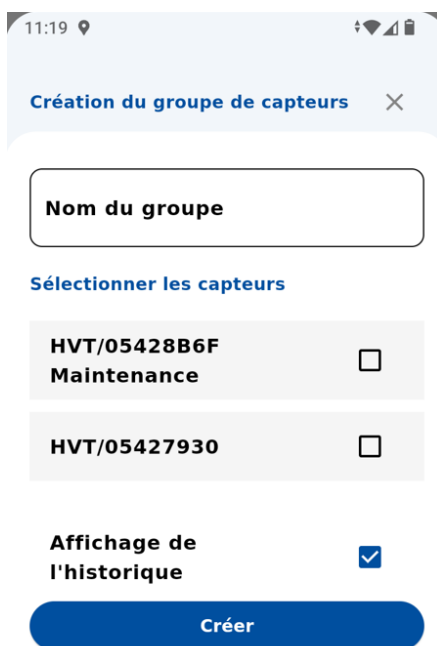 11:19
Création du groupe de capteurs
Nom du groupe
Sélectionner les capteurs
HVT/05428B6F
Maintenance
HVT/05427930
Affichage de
l'historique
Créer